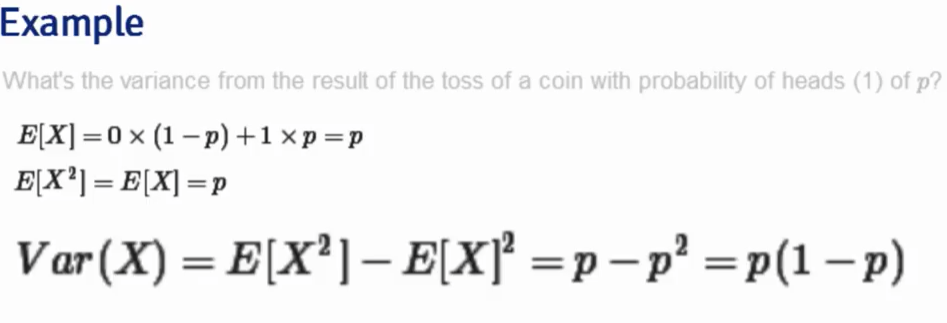 Example
What's the variance from the result of the toss of a coin with probability of heads (1) of p?
E[X] = 0 × (1 − p) + 1 × p = p
E[X²] = E[X] = p
Var(X) = E[X²] − E[X]² = p − p² = p(1 − p)